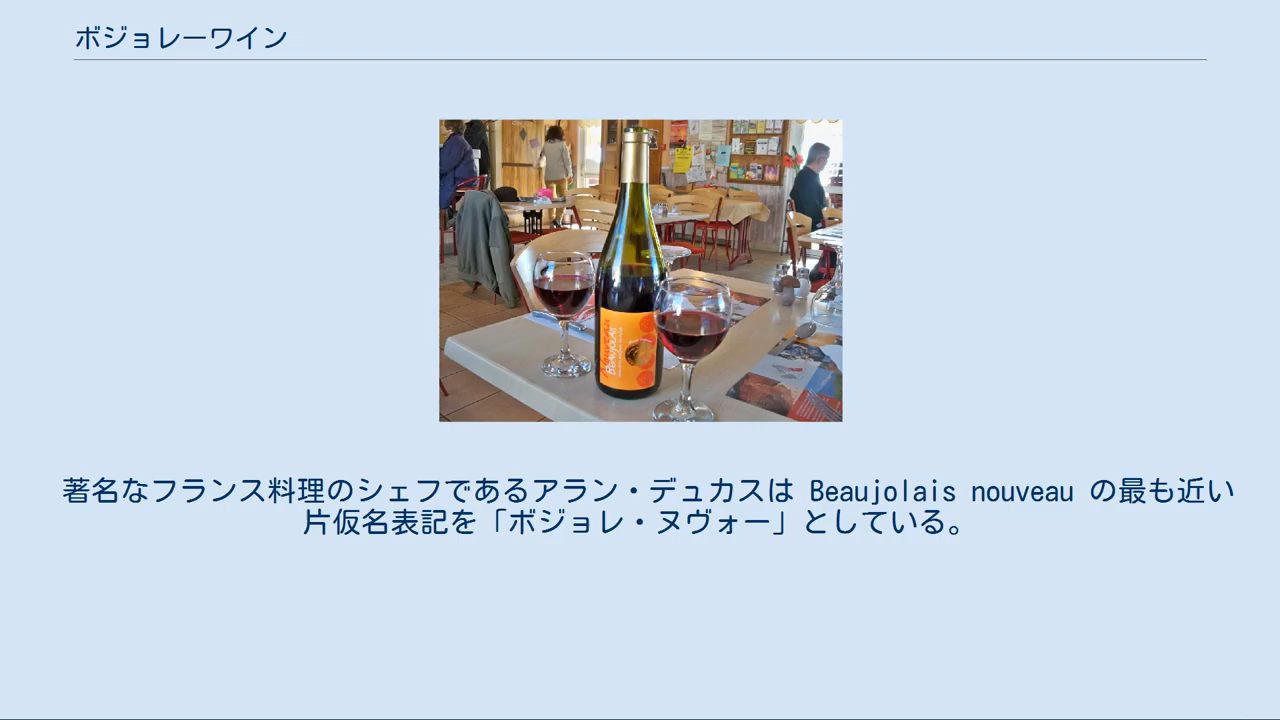 ボジョレーワイン
BEAUJOLAIS
著名なフランス料理のシェフであるアラン・デュカスは Beaujolais nouveau の最も近い
片仮名表記を「ボジョレ・ヌヴォー」としている。